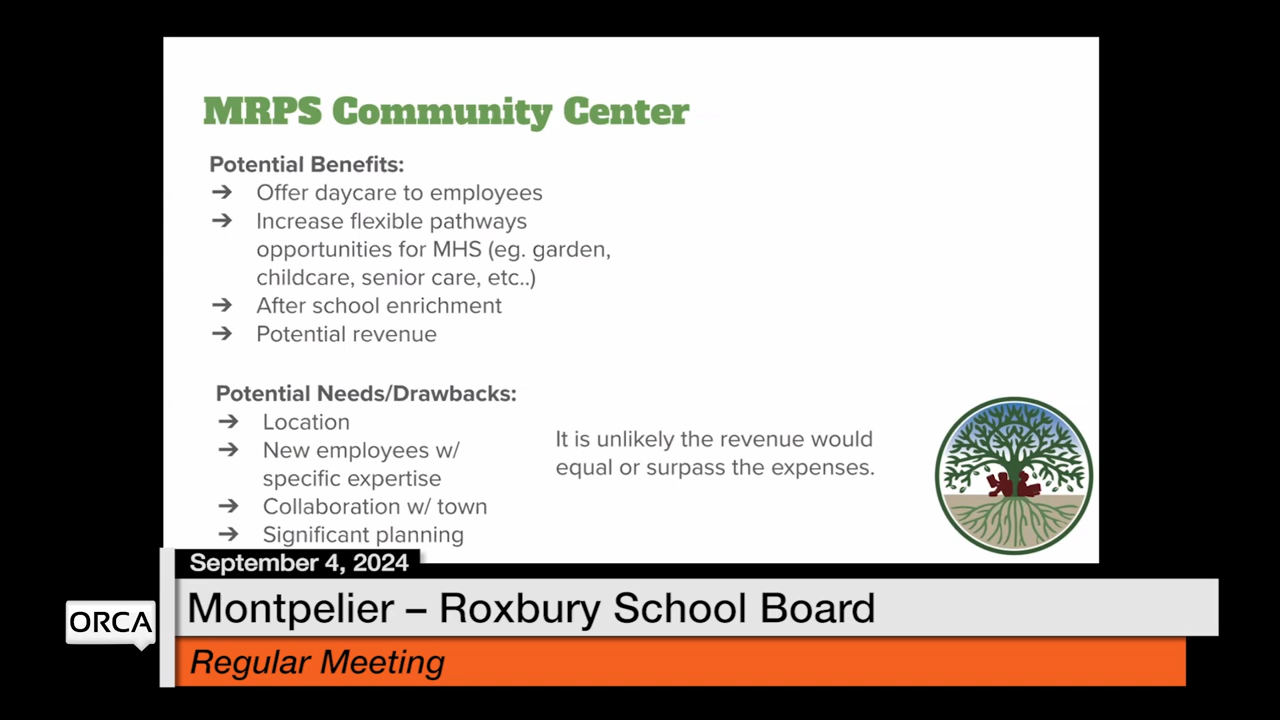 MRPS Community Center
Potential Benefits:
➔ Offer daycare to employees
➔ Increase flexible pathways
opportunities for MHS (eg. garden,
childcare, senior care, etc..)
➔ After school enrichment
➔ Potential revenue
Potential Needs/Drawbacks:
➔ Location
➔ New employees w/
specific expertise
➔ Collaboration w/ town
➔ Significant planning
It is unlikely the revenue would
equal or surpass the expenses.
September 4, 2024
ORCA
Montpelier – Roxbury School Board
Regular Meeting